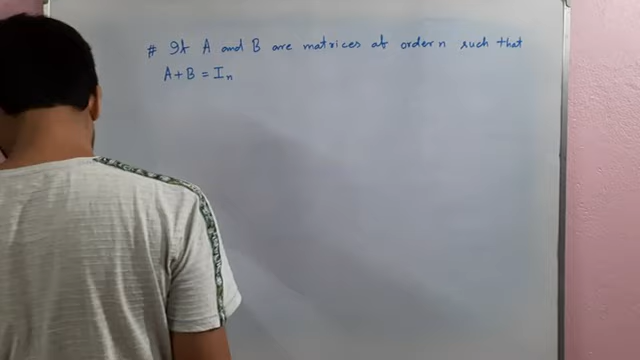 # If A and B are matrices of order n such that
A + B = Iₙ